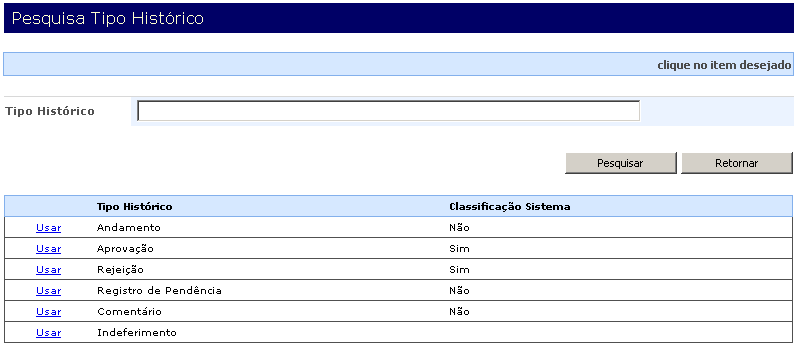 Pesquisa Tipo Histórico
clique no item desejado
Tipo Histórico
Pesquisar Retornar
Tipo Histórico Classificação Sistema
Usar Andamento Não
Usar Aprovação Sim
Usar Rejeição Sim
Usar Registro de Pendência Não
Usar Comentário Não
Usar Indeferimento